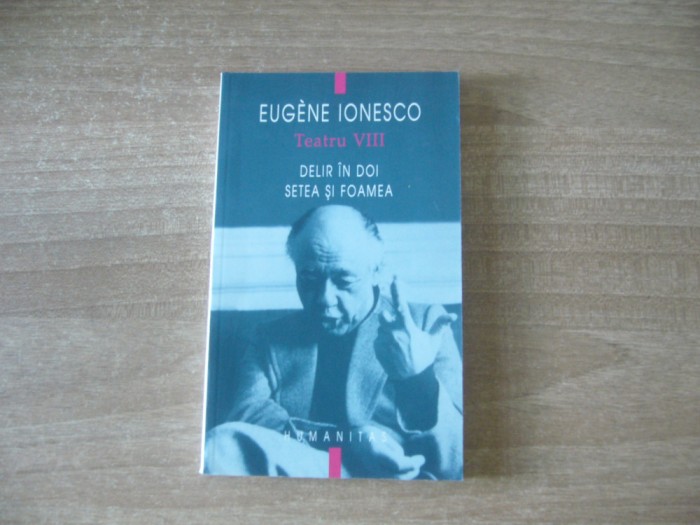 EUGÈNE IONESCO
Teatru VIII
DELIR ÎN DOI
SETEA ŞI FOAMEA
HUMANITAS